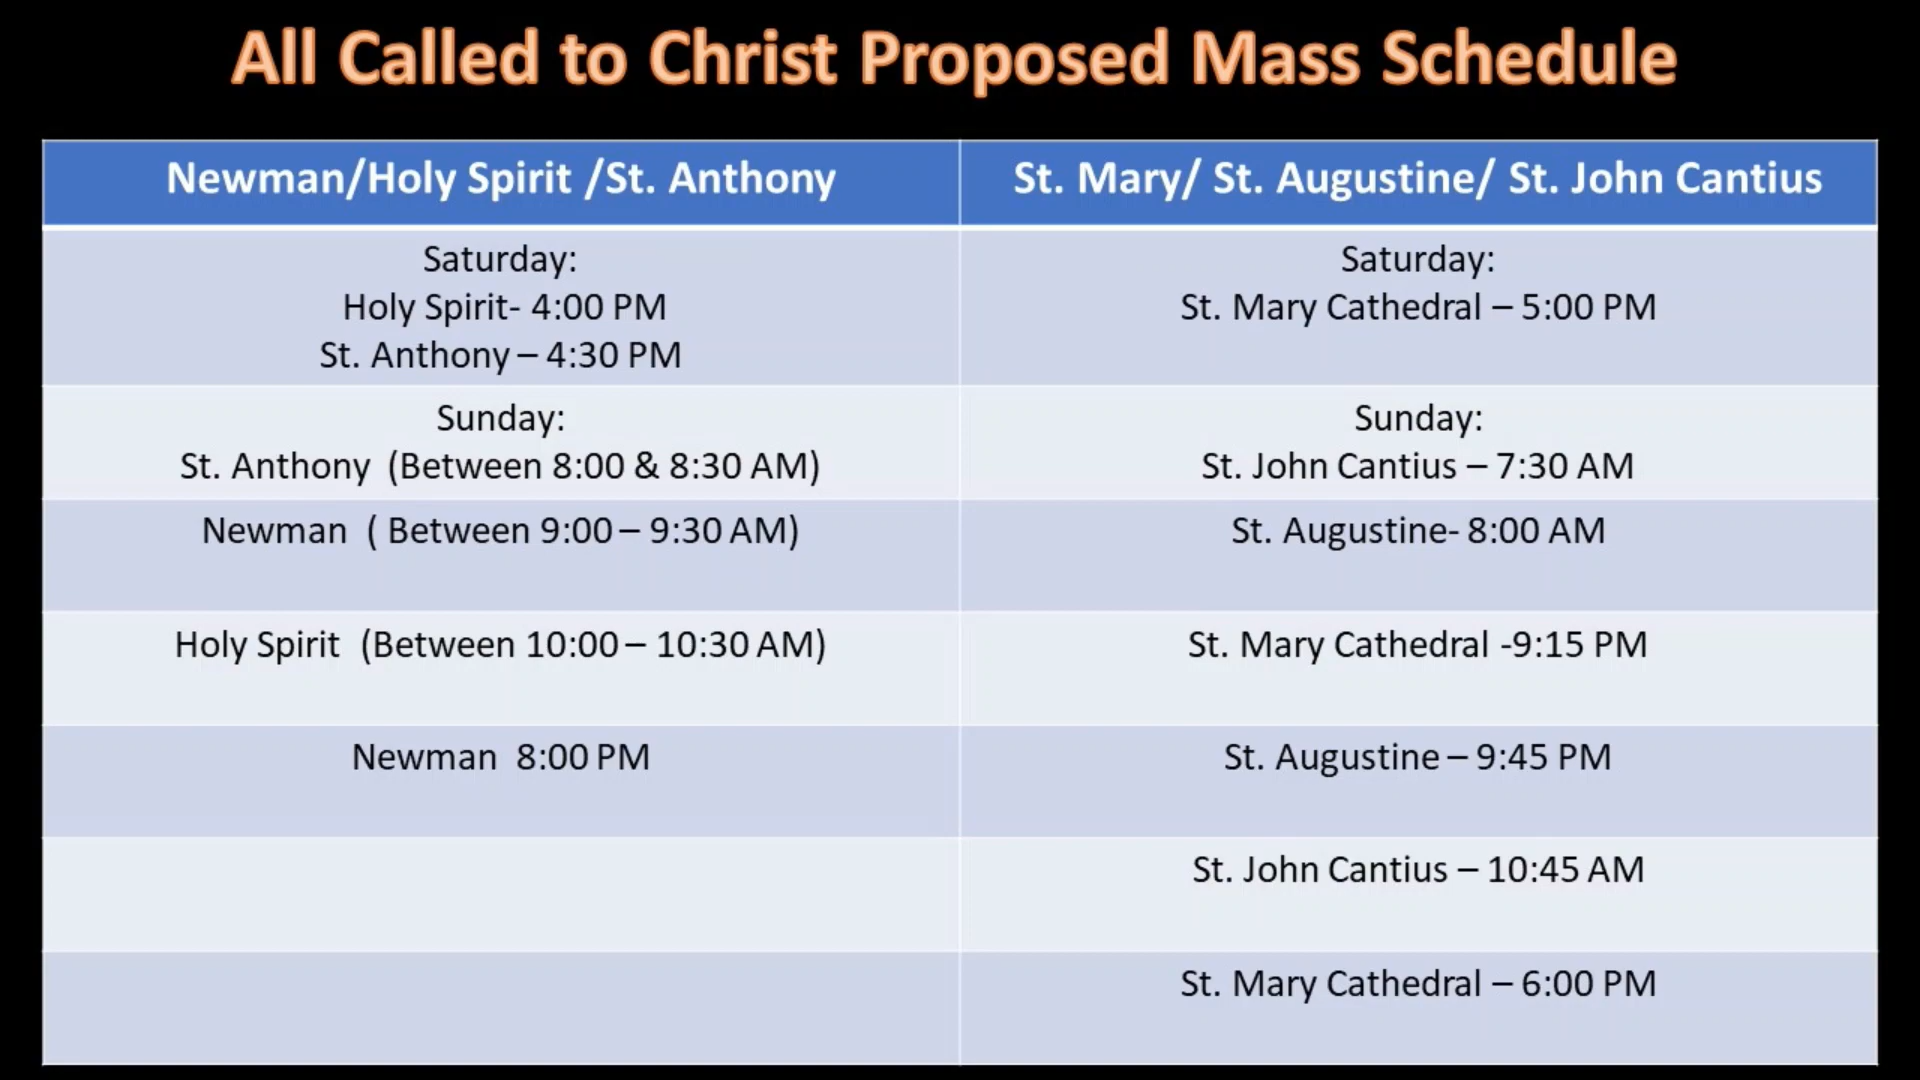 All Called to Christ Proposed Mass Schedule
Newman/Holy Spirit /St. Anthony
St. Mary/ St. Augustine/ St. John Cantius
Saturday:
Holy Spirit- 4:00 PM
St. Anthony – 4:30 PM
Saturday:
St. Mary Cathedral – 5:00 PM
Sunday:
St. Anthony (Between 8:00 & 8:30 AM)
Sunday:
St. John Cantius – 7:30 AM
Newman ( Between 9:00 – 9:30 AM)
St. Augustine- 8:00 AM
Holy Spirit (Between 10:00 – 10:30 AM)
St. Mary Cathedral -9:15 PM
Newman 8:00 PM
St. Augustine – 9:45 PM
St. John Cantius – 10:45 AM
St. Mary Cathedral – 6:00 PM